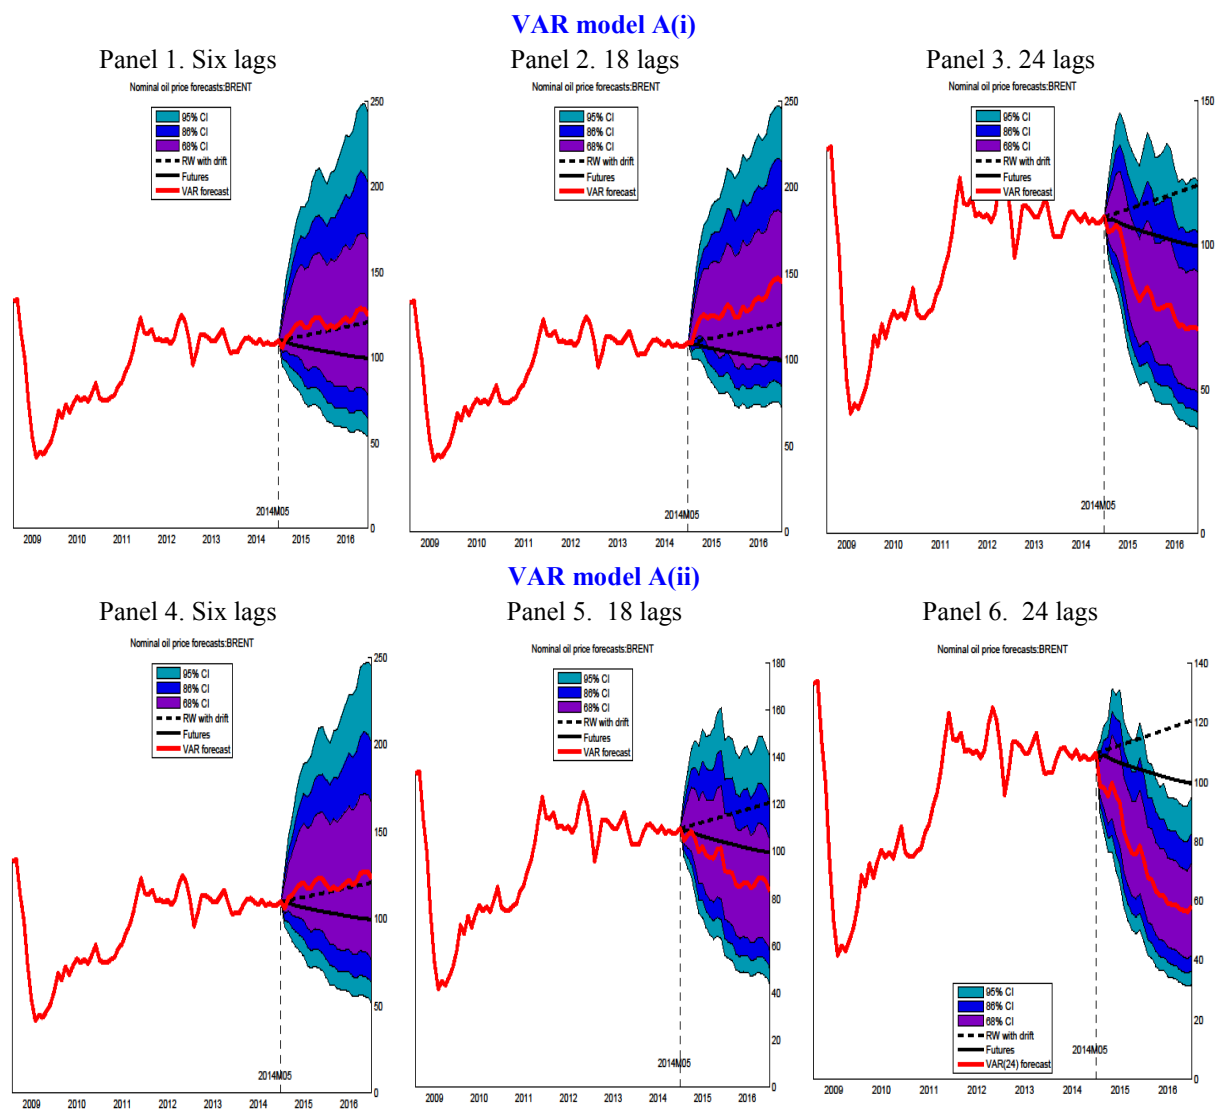 VAR model A(i)
Panel 1. Six lags
Nominal oil price forecasts:BRENT
95% CI
86% CI
68% CI
RW with drift
Futures
VAR forecast
250
200
150
100
50
0
2014M05
2009 2010 2011 2012 2013 2014 2015 2016
Panel 2. 18 lags
Nominal oil price forecasts:BRENT
95% CI
86% CI
68% CI
RW with drift
Futures
VAR forecast
250
200
150
100
50
0
2014M05
2009 2010 2011 2012 2013 2014 2015 2016
Panel 3. 24 lags
Nominal oil price forecasts:BRENT
95% CI
86% CI
68% CI
RW with drift
Futures
VAR forecast
150
100
50
0
2014M05
2009 2010 2011 2012 2013 2014 2015 2016
VAR model A(ii)
Panel 4. Six lags
Nominal oil price forecasts:BRENT
95% CI
86% CI
68% CI
RW with drift
Futures
VAR forecast
250
200
150
100
50
0
2014M05
2009 2010 2011 2012 2013 2014 2015 2016
Panel 5. 18 lags
Nominal oil price forecasts:BRENT
95% CI
86% CI
68% CI
RW with drift
Futures
VAR forecast
180
160
140
120
100
80
60
40
20
0
2014M05
2009 2010 2011 2012 2013 2014 2015 2016
Panel 6. 24 lags
Nominal oil price forecasts:BRENT
140
120
100
80
60
40
20
0
95% CI
86% CI
68% CI
RW with drift
Futures
VAR(24) forecast
2014M05
2009 2010 2011 2012 2013 2014 2015 2016